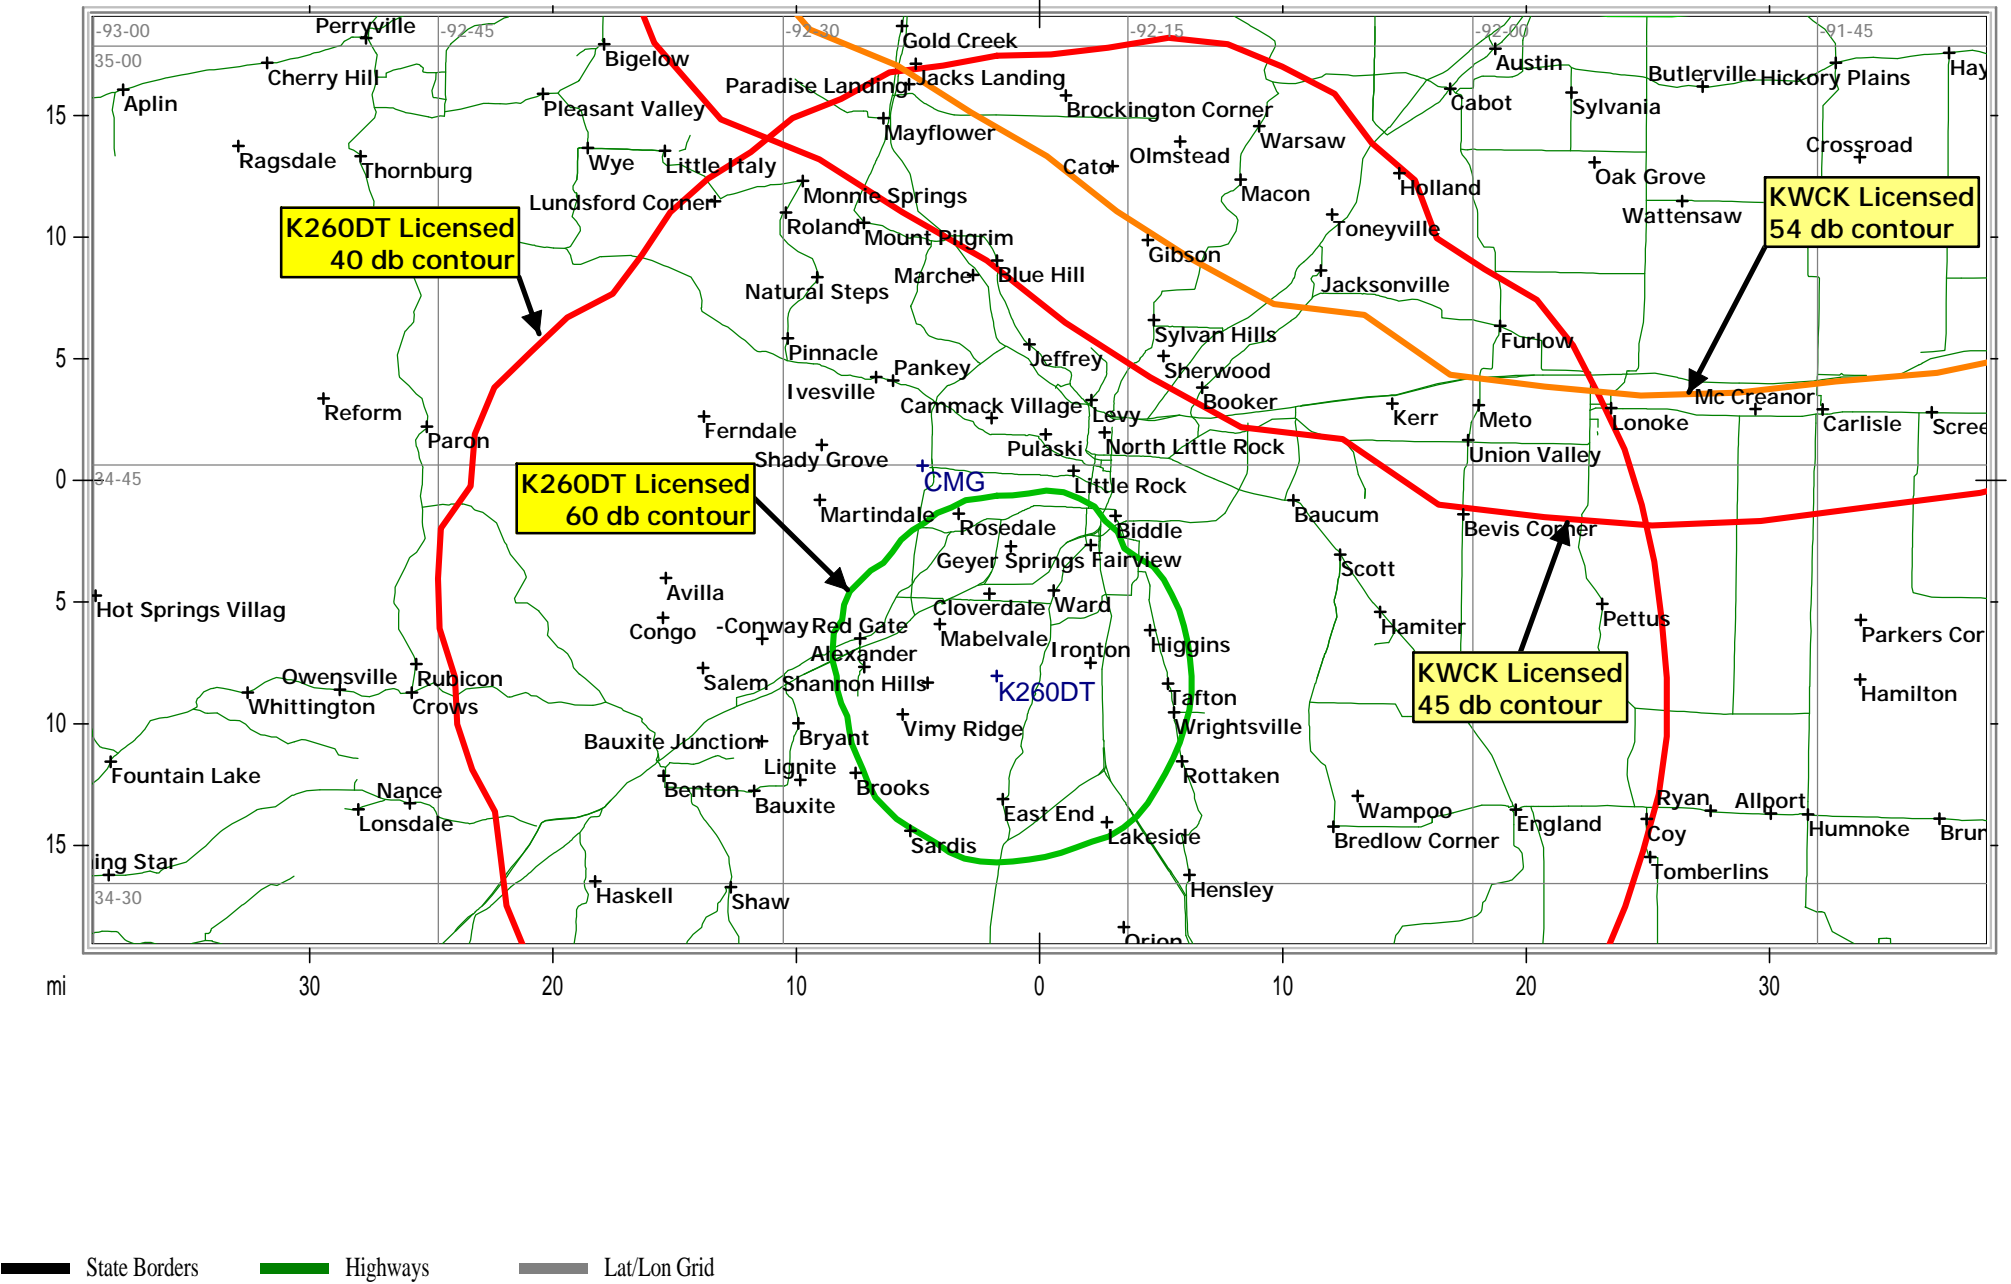 Perryville
-93-00
-92-45
-92-30
Gold Creek
-92-15
-92-00
-91-45
35-00
Bigelow
Austin
Cherry Hill
Paradise Landing
Jacks Landing
Butlerville
Hickory Plains
Hay
Aplin
Pleasant Valley
Brockington Corner
Cabot
Sylvania
15
Mayflower
Warsaw
Crossroad
Ragsdale
Thornburg
Wye
Little Italy
Cato
Olmstead
Holland
Oak Grove
Monnie Springs
Macon
KWCK Licensed
54 db contour
Lundsford Corner
Wattensaw
K260DT Licensed
40 db contour
Roland
Mount Pilgrim
Toneyville
10
Gibson
Marche
Blue Hill
Natural Steps
Jacksonville
Sylvan Hills
Furlow
5
Pinnacle
Jeffrey
Pankey
Sherwood
Ivesville
Booker
Mc Creanor
Reform
Cammack Village
Levy
Kerr
Meto
Lonoke
Carlisle
Scree
Paron
Ferndale
Pulaski
North Little Rock
Union Valley
Shady Grove
0
34-45
CMG
Little Rock
K260DT Licensed
60 db contour
Martindale
Rosedale
Biddle
Baucum
Bevis Corner
Geyer Springs
Fairview
Scott
Avilla
5
Hot Springs Villag
Cloverdale
Ward
Pettus
Congo
-Conway
Red Gate
Mabelvale
Hamiter
Parkers Cor
Alexander
Ironton
Higgins
Owensville
Rubicon
Salem
Shannon Hills
K260DT
Tafton
KWCK Licensed
45 db contour
Hamilton
Whittington
Crows
10
Vimy Ridge
Wrightsville
Bauxite Junction
Bryant
Fountain Lake
Lignite
Rottaken
Nance
Benton
Bauxite
Brooks
Ryan
Allport
Lonsdale
East End
Wampoo
England
Coy
Humnoke
Brun
15
Sardis
Lakeside
Bredlow Corner
ing Star
Tomberlins
34-30
Haskell
Shaw
Hensley
Orion
mi
30
20
10
0
10
20
30
State Borders
Highways
Lat/Lon Grid